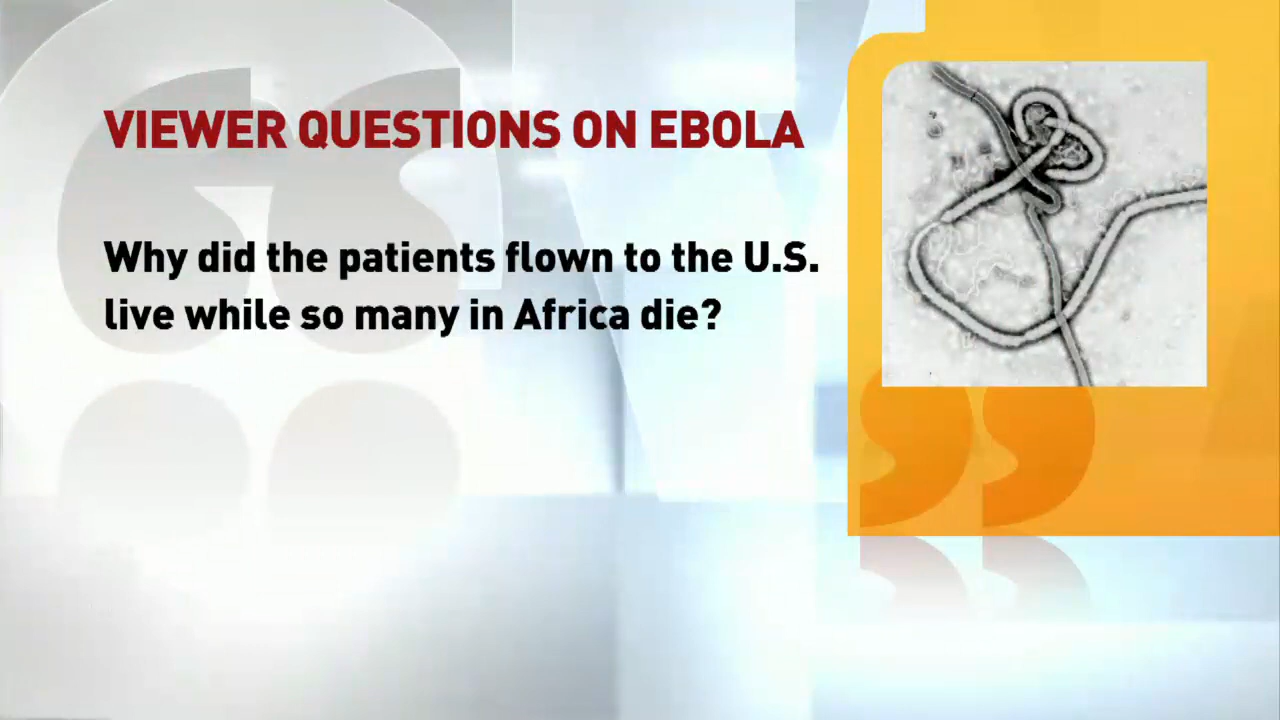 VIEWER QUESTIONS ON EBOLA
Why did the patients flown to the U.S.
live while so many in Africa die?